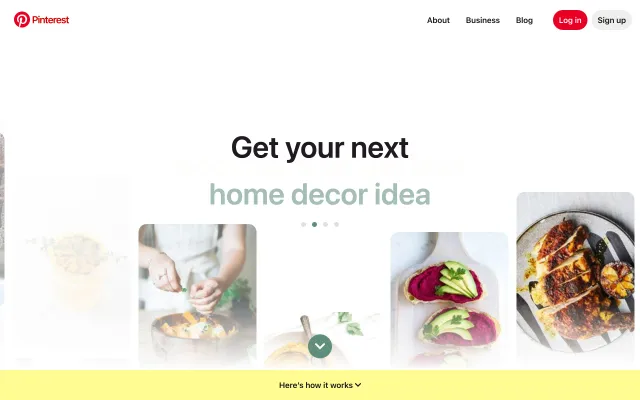 Pinterest
About
Business
Blog
Log in
Sign up
Get your next
home decor idea
Here's how it works